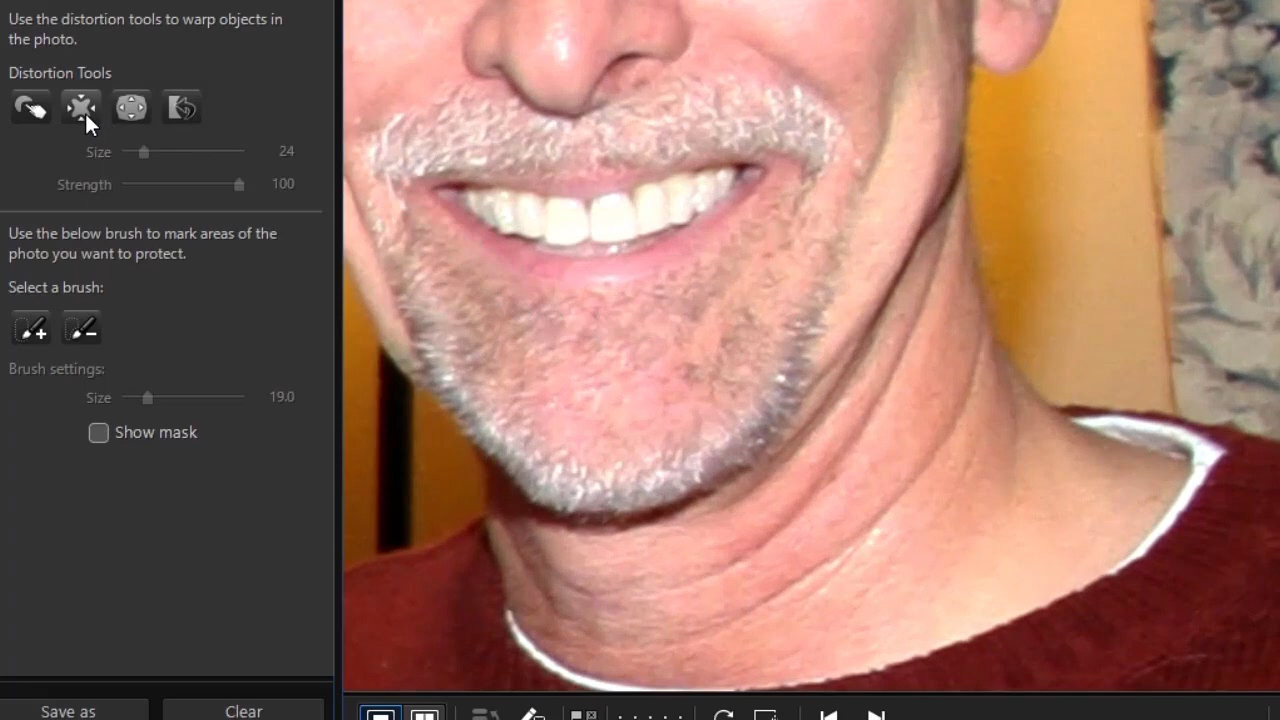 Use the distortion tools to warp objects in
the photo.
Distortion Tools
Size 24
Strength 100
Use the below brush to mark areas of the
photo you want to protect.
Select a brush:
Brush settings:
Size 19.0
Show mask
Save as Clear